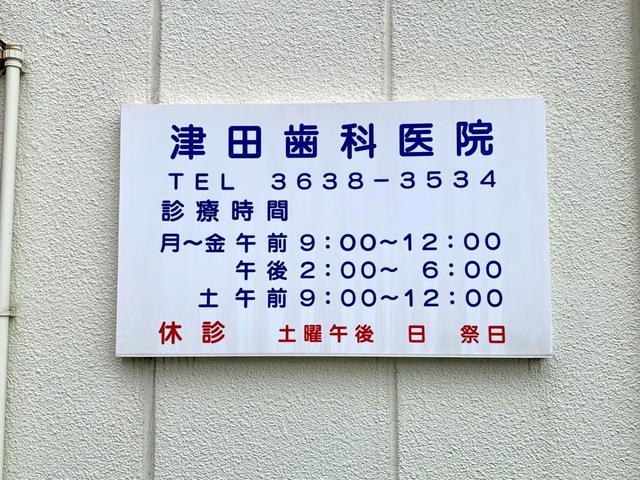 津田歯科医院
TEL 3638-3534
診療時間
月〜金 午前 9:00〜12:00
午後 2:00〜 6:00
土 午前 9:00〜12:00
休診 土曜午後 日 祭日